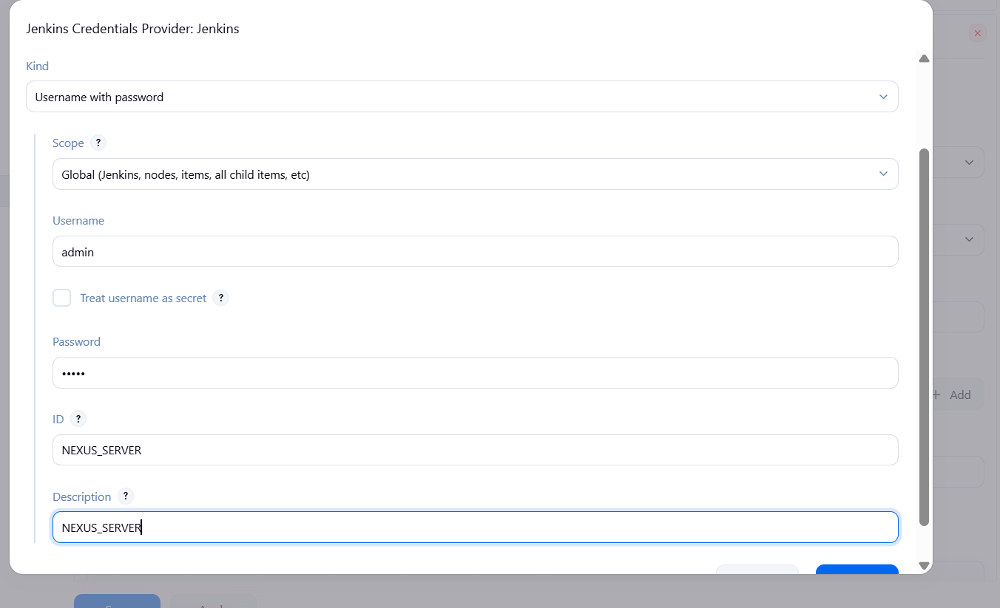 Jenkins Credentials Provider: Jenkins
Kind
Username with password
Scope ?
Global (Jenkins, nodes, items, all child items, etc)
Username
admin
Treat username as secret ?
Password
•••••
ID ?
NEXUS_SERVER
+ Add
Description ?
NEXUS_SERVER